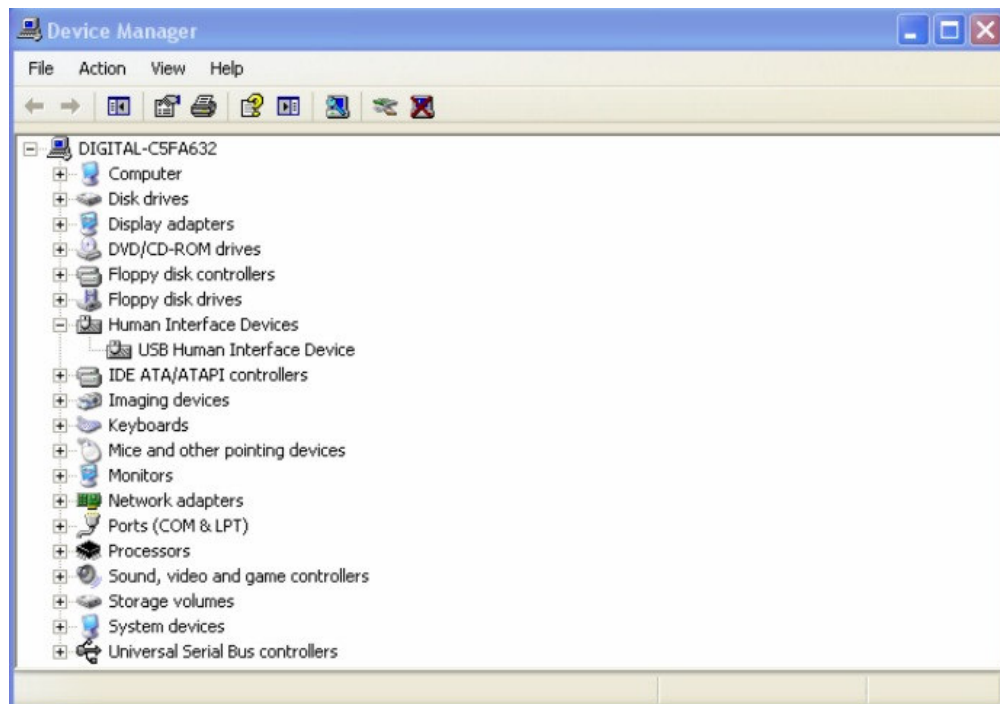 Device Manager
File Action View Help
DIGITAL-C5FA632
Computer
Disk drives
Display adapters
DVD/CD-ROM drives
Floppy disk controllers
Floppy disk drives
Human Interface Devices
USB Human Interface Device
IDE ATA/ATAPI controllers
Imaging devices
Keyboards
Mice and other pointing devices
Monitors
Network adapters
Ports (COM & LPT)
Processors
Sound, video and game controllers
Storage volumes
System devices
Universal Serial Bus controllers